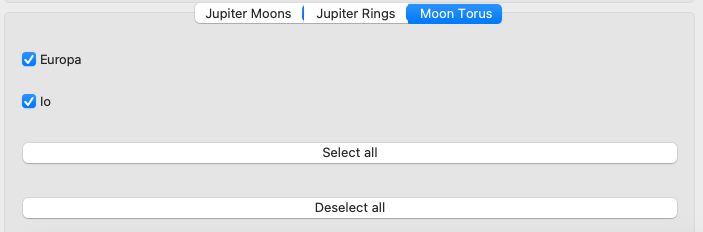 Jupiter Moons Jupiter Rings Moon Torus
Europa
Io
Select all
Deselect all